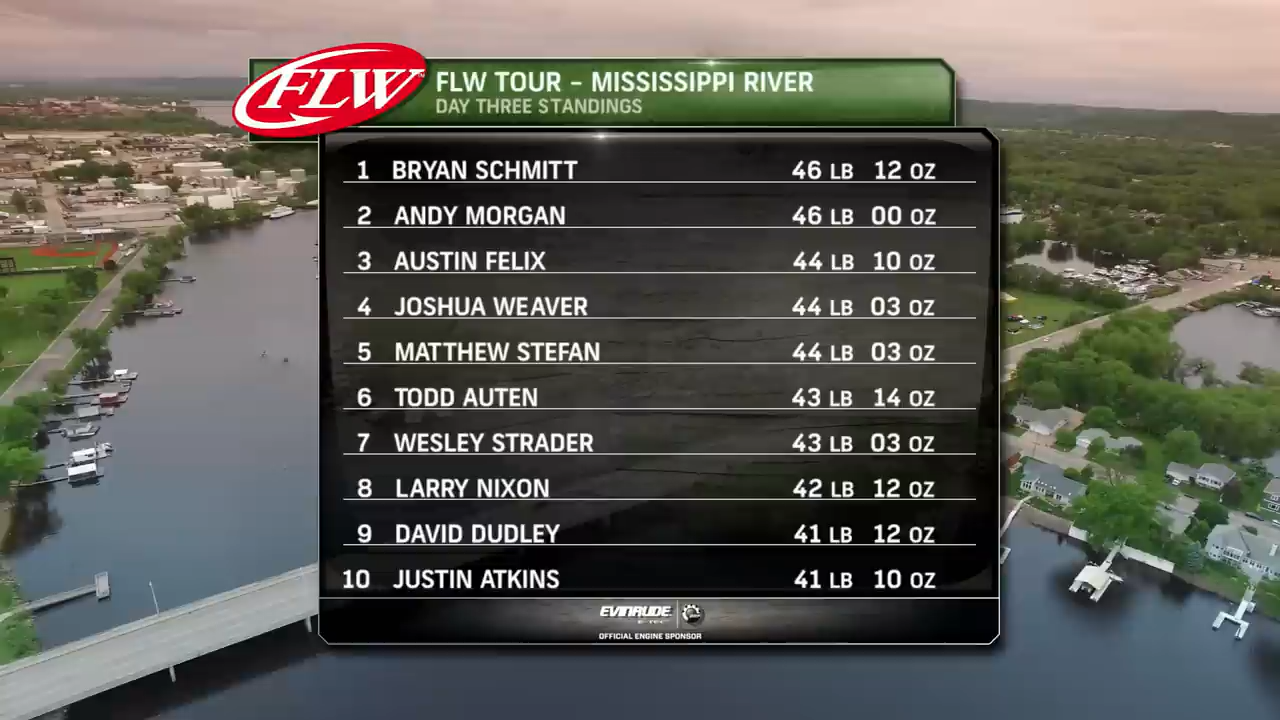 FLW
FLW TOUR – MISSISSIPPI RIVER
DAY THREE STANDINGS
1 BRYAN SCHMITT 46 LB 12 OZ
2 ANDY MORGAN 46 LB 00 OZ
3 AUSTIN FELIX 44 LB 10 OZ
4 JOSHUA WEAVER 44 LB 03 OZ
5 MATTHEW STEFAN 44 LB 03 OZ
6 TODD AUTEN 43 LB 14 OZ
7 WESLEY STRADER 43 LB 03 OZ
8 LARRY NIXON 42 LB 12 OZ
9 DAVID DUDLEY 41 LB 12 OZ
10 JUSTIN ATKINS 41 LB 10 OZ
EVINRUDE
E-TEC
OFFICIAL ENGINE SPONSOR